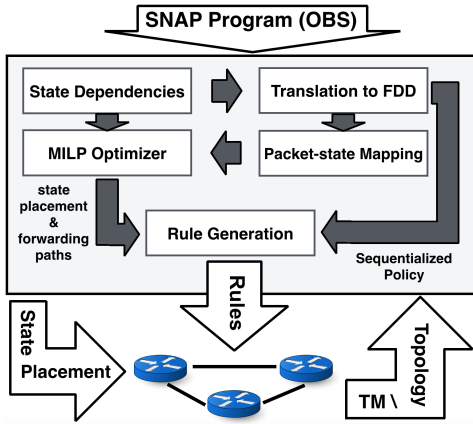 SNAP Program (OBS)
State Dependencies
Translation to FDD
MILP Optimizer
Packet-state Mapping
state
placement
&
forwarding
paths
Rule Generation
Sequentialized
Policy
Rules
State
Placement
Topology
TM \